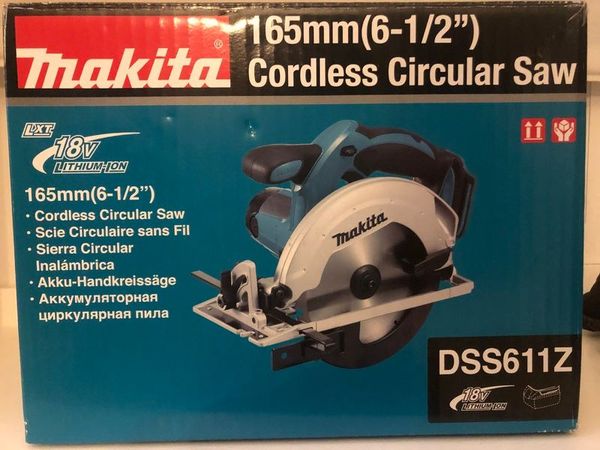 makita®
165mm(6-1/2")
Cordless Circular Saw
LXT
18V
LITHIUM-ION
165mm(6-1/2”)
· Cordless Circular Saw
· Scie Circulaire sans Fil
· Sierra Circular
Inalámbrica
· Akku-Handkreissäge
· Аккумуляторная
циркулярная пила
makita
DSS611Z
18V
LITHIUM-ION